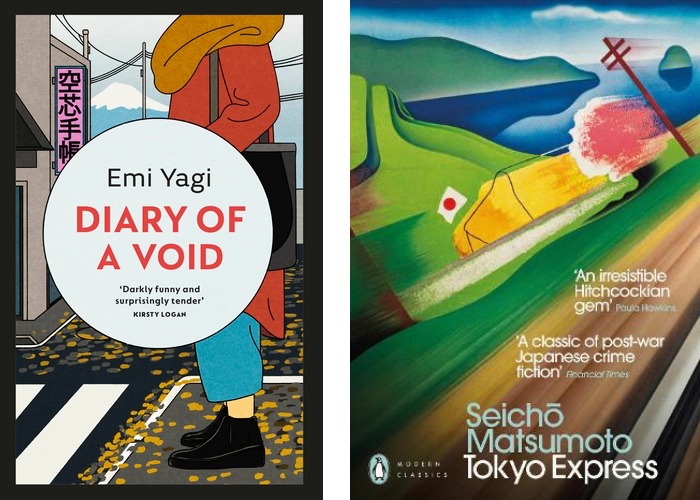 空芯手帳
Emi Yagi
DIARY OF
A VOID
‘Darkly funny and
surprisingly tender’
KIRSTY LOGAN
‘An irresistible
Hitchcockian
gem’ Paula Hawkins
‘A classic of post-war
Japanese crime
fiction’ Financial Times
Seichō
Matsumoto
Tokyo Express
MODERN
CLASSICS